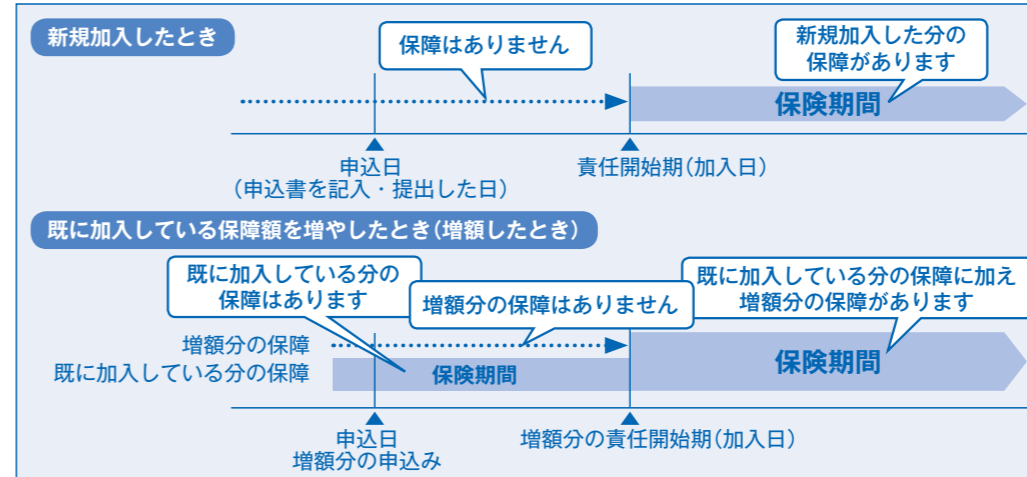 新規加入したとき
保障はありません
新規加入した分の
保障があります
保険期間
申込日
(申込書を記入・提出した日)
責任開始期(加入日)
既に加入している保障額を増やしたとき(増額したとき)
既に加入している分の
保障はあります
増額分の保障はありません
既に加入している分の保障に加え
増額分の保障があります
増額分の保障
既に加入している分の保障
保険期間
保険期間
申込日
増額分の申込み
増額分の責任開始期(加入日)